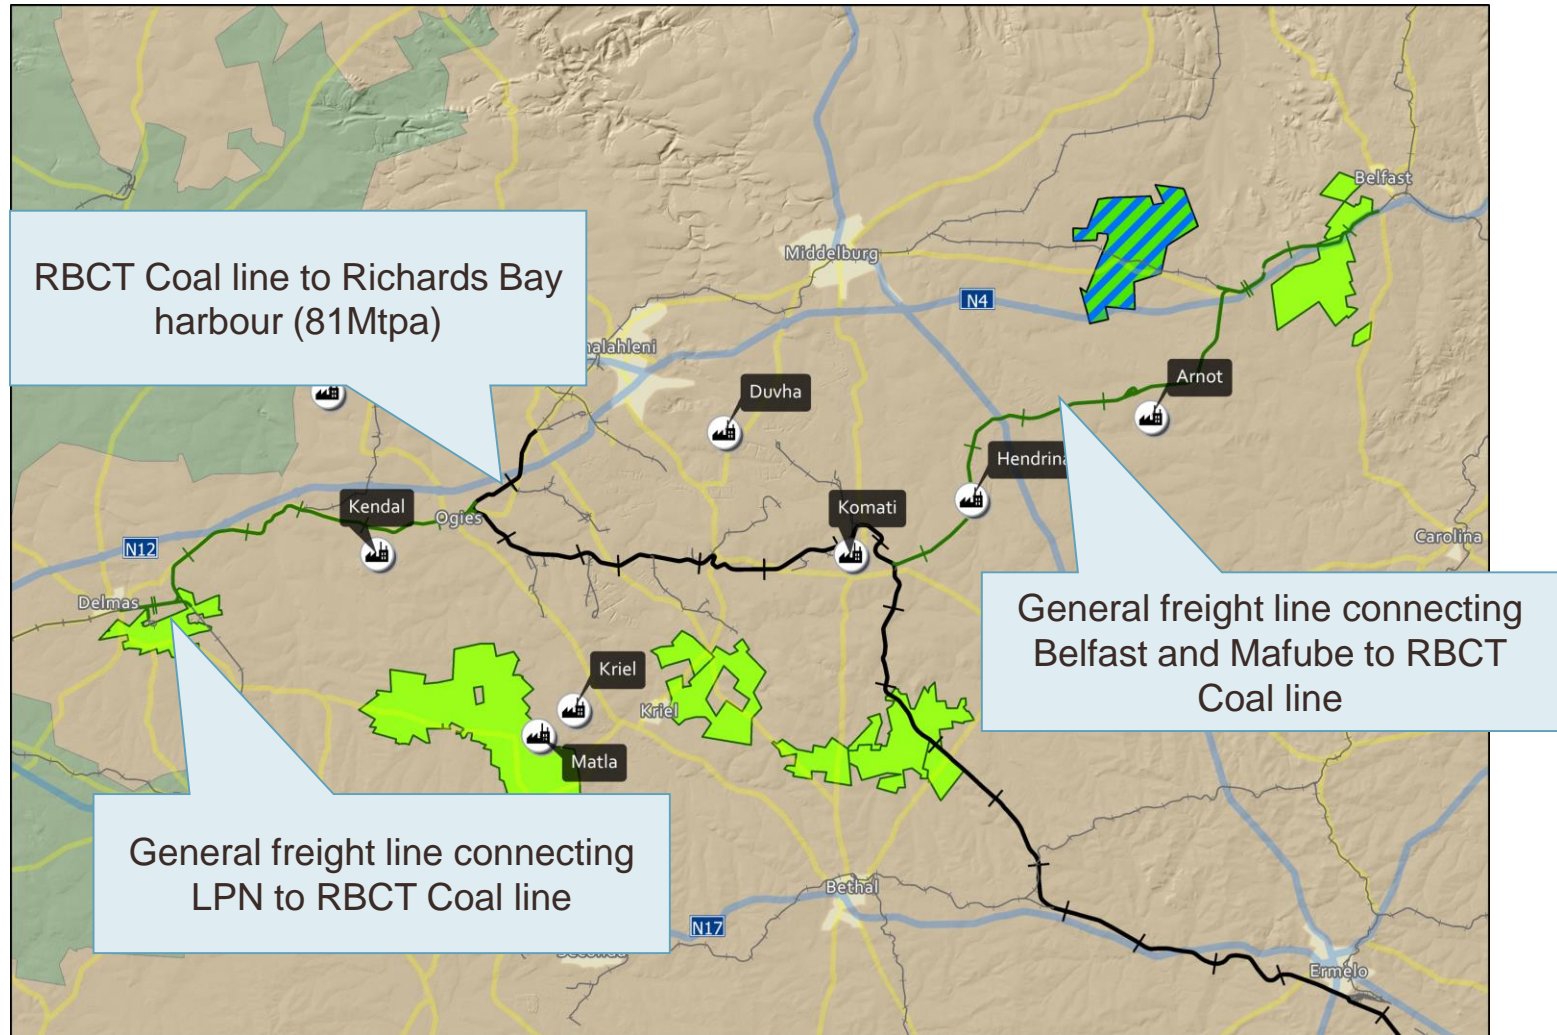 Belfast
Middelburg
RBCT Coal line to Richards Bay
harbour (81Mtpa)
N4
Arnot
Duvha
Hendrina
Kendal
Komati
Ogies
Carolina
N12
Delmas
General freight line connecting
Belfast and Mafube to RBCT
Coal line
Kriel
Kriel
Matla
General freight line connecting
LPN to RBCT Coal line
Bethal
N17
Ermelo